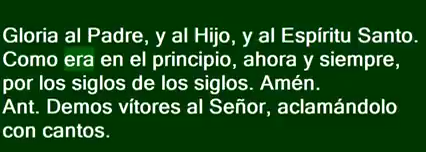 Gloria al Padre, y al Hijo, y al Espíritu Santo.
Como era en el principio, ahora y siempre,
por los siglos de los siglos. Amén.
Ant. Demos vítores al Señor, aclamándolo
con cantos.